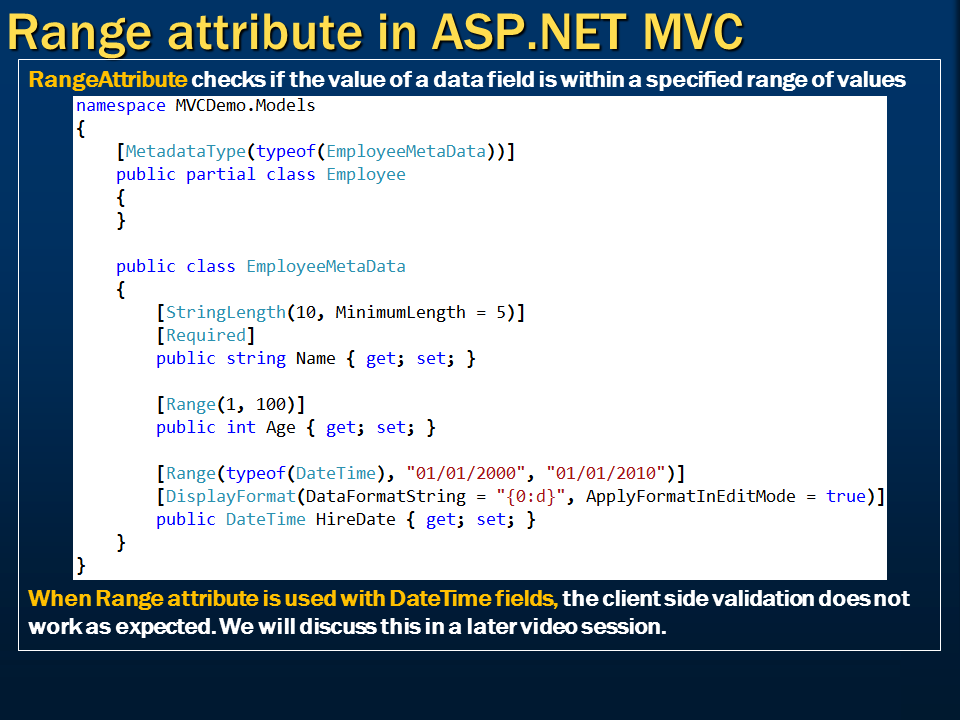 Range attribute in ASP.NET MVC
RangeAttribute checks if the value of a data field is within a specified range of values
namespace MVCDemo.Models
{
    [MetadataType(typeof(EmployeeMetaData))]
    public partial class Employee
    {
    }

    public class EmployeeMetaData
    {
        [StringLength(10, MinimumLength = 5)]
        [Required]
        public string Name { get; set; }

        [Range(1, 100)]
        public int Age { get; set; }

        [Range(typeof(DateTime), "01/01/2000", "01/01/2010")]
        [DisplayFormat(DataFormatString = "{0:d}", ApplyFormatInEditMode = true)]
        public DateTime HireDate { get; set; }
    }
}
When Range attribute is used with DateTime fields, the client side validation does not
work as expected. We will discuss this in a later video session.